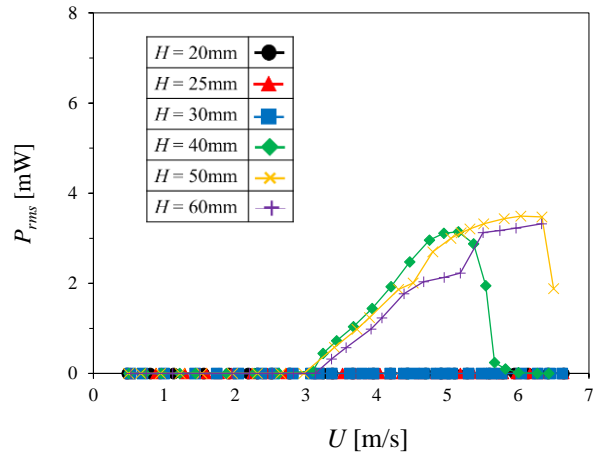 8
6
4
2
0
P_rms [mW]
H = 20mm
H = 25mm
H = 30mm
H = 40mm
H = 50mm
H = 60mm
0 1 2 3 4 5 6 7
U [m/s]